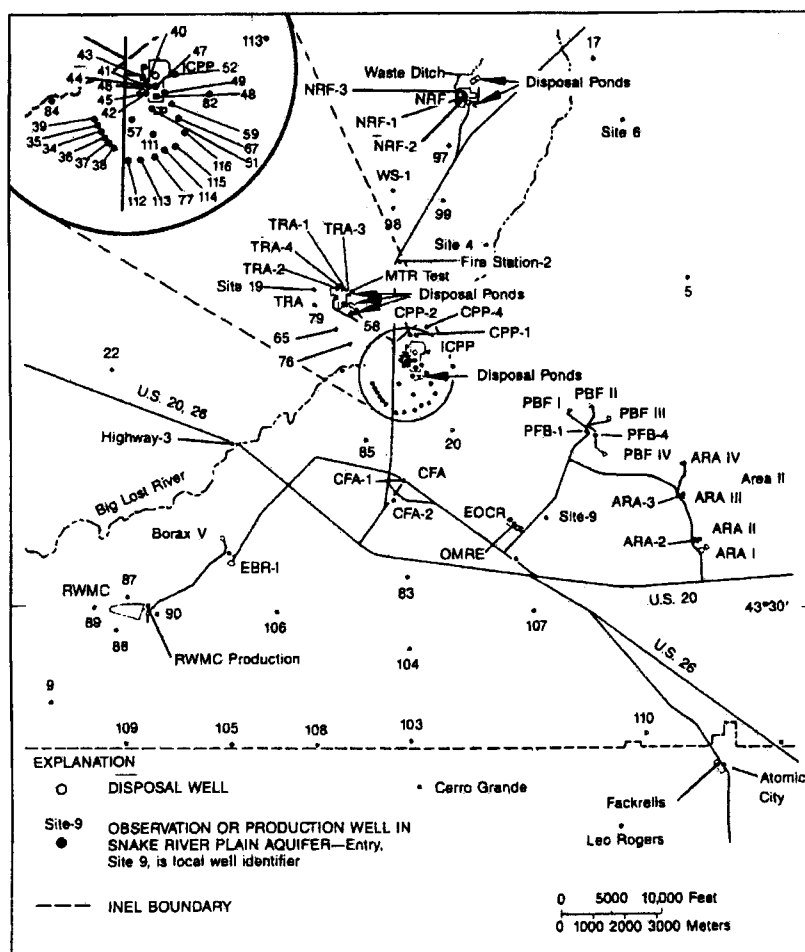 40
43
47
113
ICPP
41
52
44
46
49
45
48
82
42
84
39
59
35
57
67
34
111
51
36
116
37
115
38
112
113
77
114
17
Waste Ditch
Disposal Ponds
NRF-3
NRF
NRF-1
NRF-2
Site 6
97
WS-1
98
99
TRA-1
TRA-3
TRA-4
Site 4
Fire Station-2
TRA-2
MTR Test
Site 19
Disposal Ponds
5
TRA
79
58
CPP-2
CPP-4
65
CPP-1
76
ICPP
22
Disposal Ponds
U.S. 20, 26
PBF I
PBF II
PBF III
PFB-1
PFB-4
Highway-3
85
20
PBF IV
ARA IV
CFA-1
CFA
Area II
Big Lost River
EOCR
ARA-3
ARA III
CFA-2
Site-9
Borax V
ARA II
OMRE
ARA-2
ARA I
EBR-I
RWMC
87
83
U.S. 20
43°30'
89
90
106
107
88
RWMC Production
104
U.S. 26
9
109
105
108
103
110
EXPLANATION
DISPOSAL WELL
Cerro Grande
Atomic
City
Fackrells
Site-9
OBSERVATION OR PRODUCTION WELL IN
SNAKE RIVER PLAIN AQUIFER—Entry,
Site 9, is local well identifier
Leo Rogers
INEL BOUNDARY
0 5000 10,000 Feet
0 1000 2000 3000 Meters